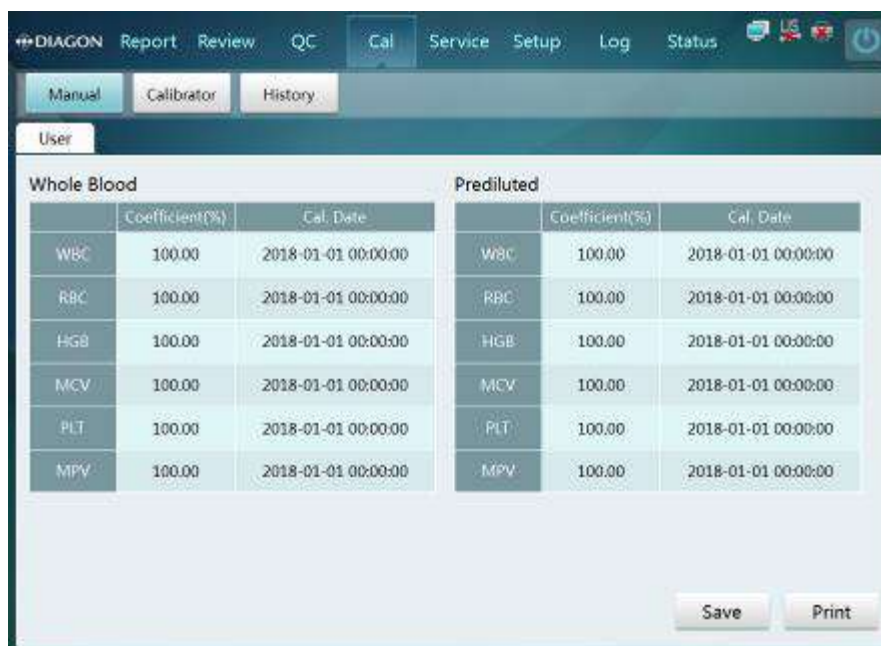 DIAGON Report Review QC Cal Service Setup Log Status
Manual Calibrator History
User
Whole Blood Prediluted
Coefficient(%) Cal. Date Coefficient(%) Cal. Date
WBC 100.00 2018-01-01 00:00:00 WBC 100.00 2018-01-01 00:00:00
RBC 100.00 2018-01-01 00:00:00 RBC 100.00 2018-01-01 00:00:00
HGB 100.00 2018-01-01 00:00:00 HGB 100.00 2018-01-01 00:00:00
MCV 100.00 2018-01-01 00:00:00 MCV 100.00 2018-01-01 00:00:00
PLT 100.00 2018-01-01 00:00:00 PLT 100.00 2018-01-01 00:00:00
MPV 100.00 2018-01-01 00:00:00 MPV 100.00 2018-01-01 00:00:00
Save Print